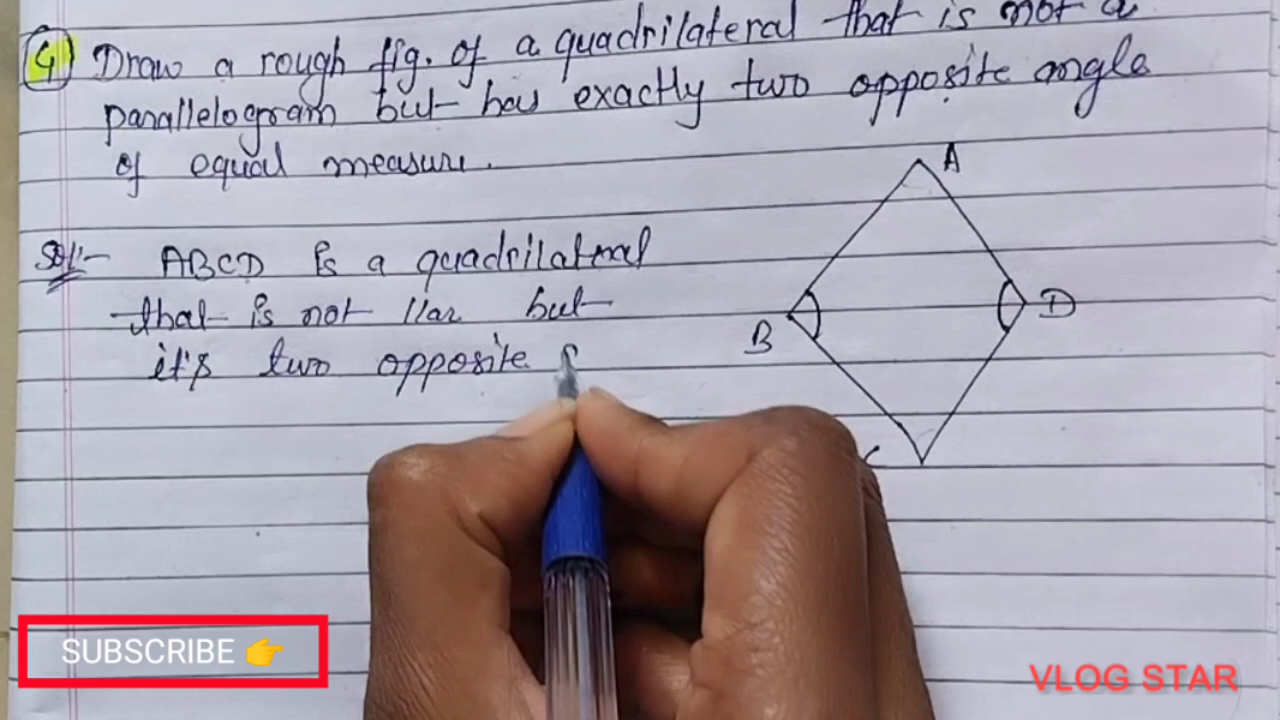 4) Draw a rough fig. of a quadrilateral that is not a
parallelogram but has exactly two opposite angle
of equal measure.
A
Sol:- ABCD is a quadrilateral
that is not llar but
B
D
it's two opposite
C
SUBSCRIBE 👉
VLOG STAR